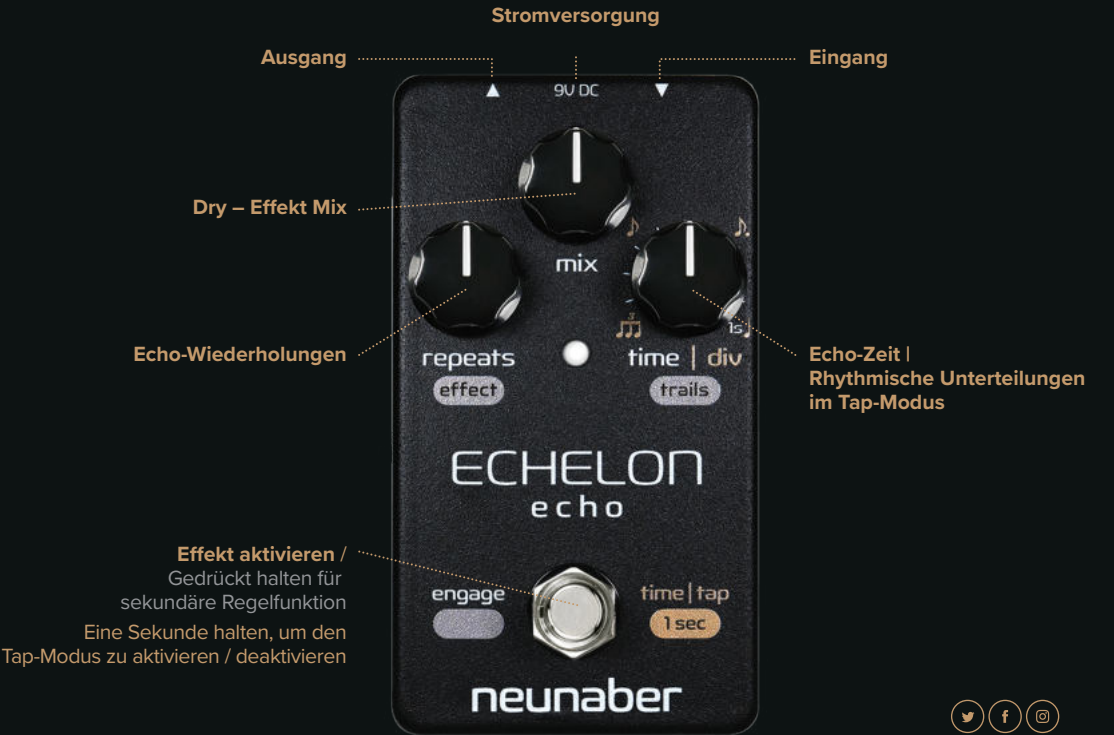 Stromversorgung
Ausgang
Eingang
9V DC
Dry – Effekt Mix
mix
Echo-Wiederholungen
repeats
effect
3
1s
time | div
trails
Echo-Zeit |
Rhythmische Unterteilungen
im Tap-Modus
ECHELON
echo
Effekt aktivieren /
Gedrückt halten für
sekundäre Regelfunktion
Eine Sekunde halten, um den
Tap-Modus zu aktivieren / deaktivieren
engage
time | tap
1 sec
neunaber